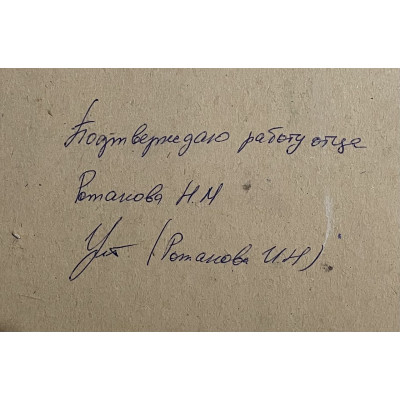 Подтверждаю работу отца
Ротанова Н.М
(Ротанова И.Н)